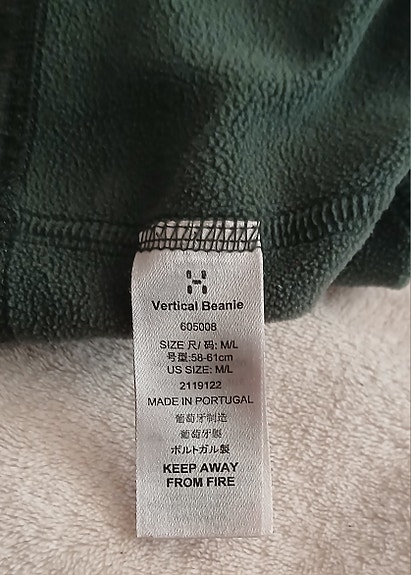 Vertical Beanie
605008
SIZE 尺/ 码: M/L
号型:58-61cm
US SIZE: M/L
2119122
MADE IN PORTUGAL
葡萄牙制造
葡萄牙製
ポルトガル製
KEEP AWAY
FROM FIRE